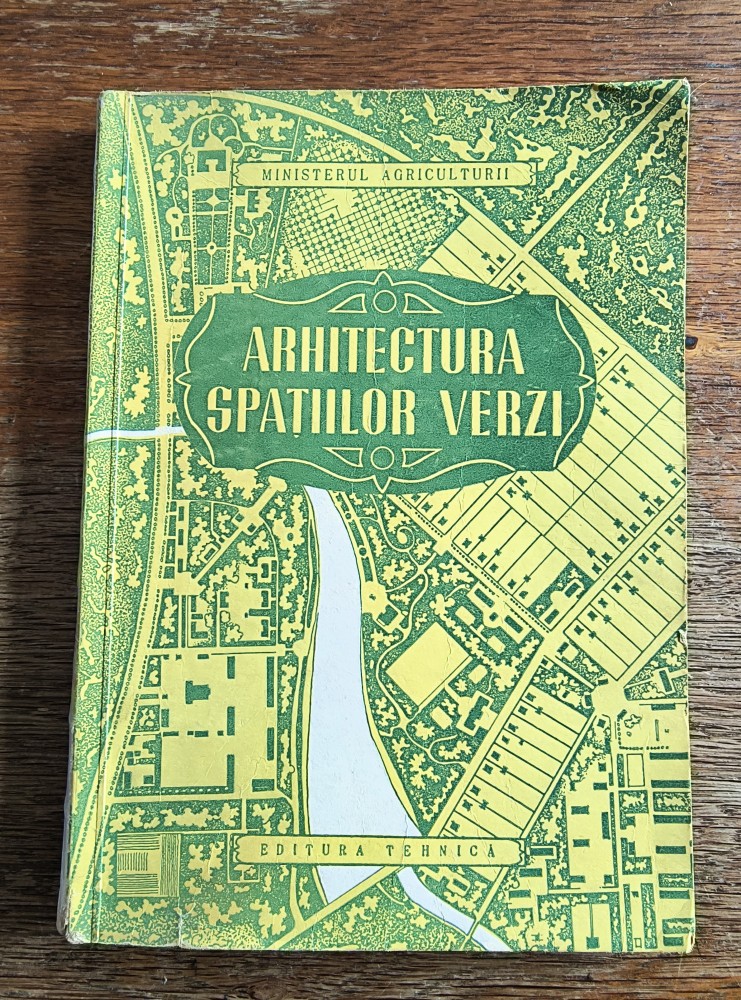 MINISTERUL AGRICULTURII
ARHITECTURA
SPAȚIILOR VERZI
EDITURA TEHNICĂ